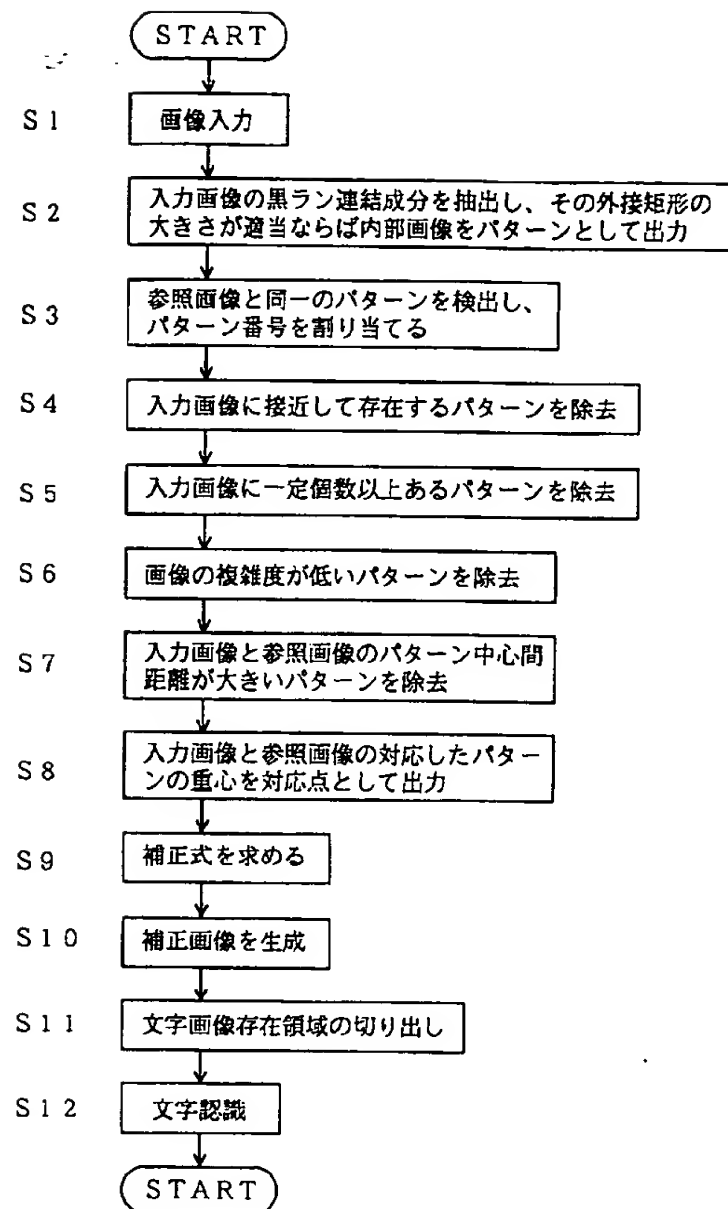 START
S1 画像入力
S2 入力画像の黒ラン連結成分を抽出し、その外接矩形の
大きさが適当ならば内部画像をパターンとして出力
S3 参照画像と同一のパターンを検出し、
パターン番号を割り当てる
S4 入力画像に接近して存在するパターンを除去
S5 入力画像に一定個数以上あるパターンを除去
S6 画像の複雑度が低いパターンを除去
S7 入力画像と参照画像のパターン中心間
距離が大きいパターンを除去
S8 入力画像と参照画像の対応したパター
ンの重心を対応点として出力
S9 補正式を求める
S10 補正画像を生成
S11 文字画像存在領域の切り出し
S12 文字認識
START